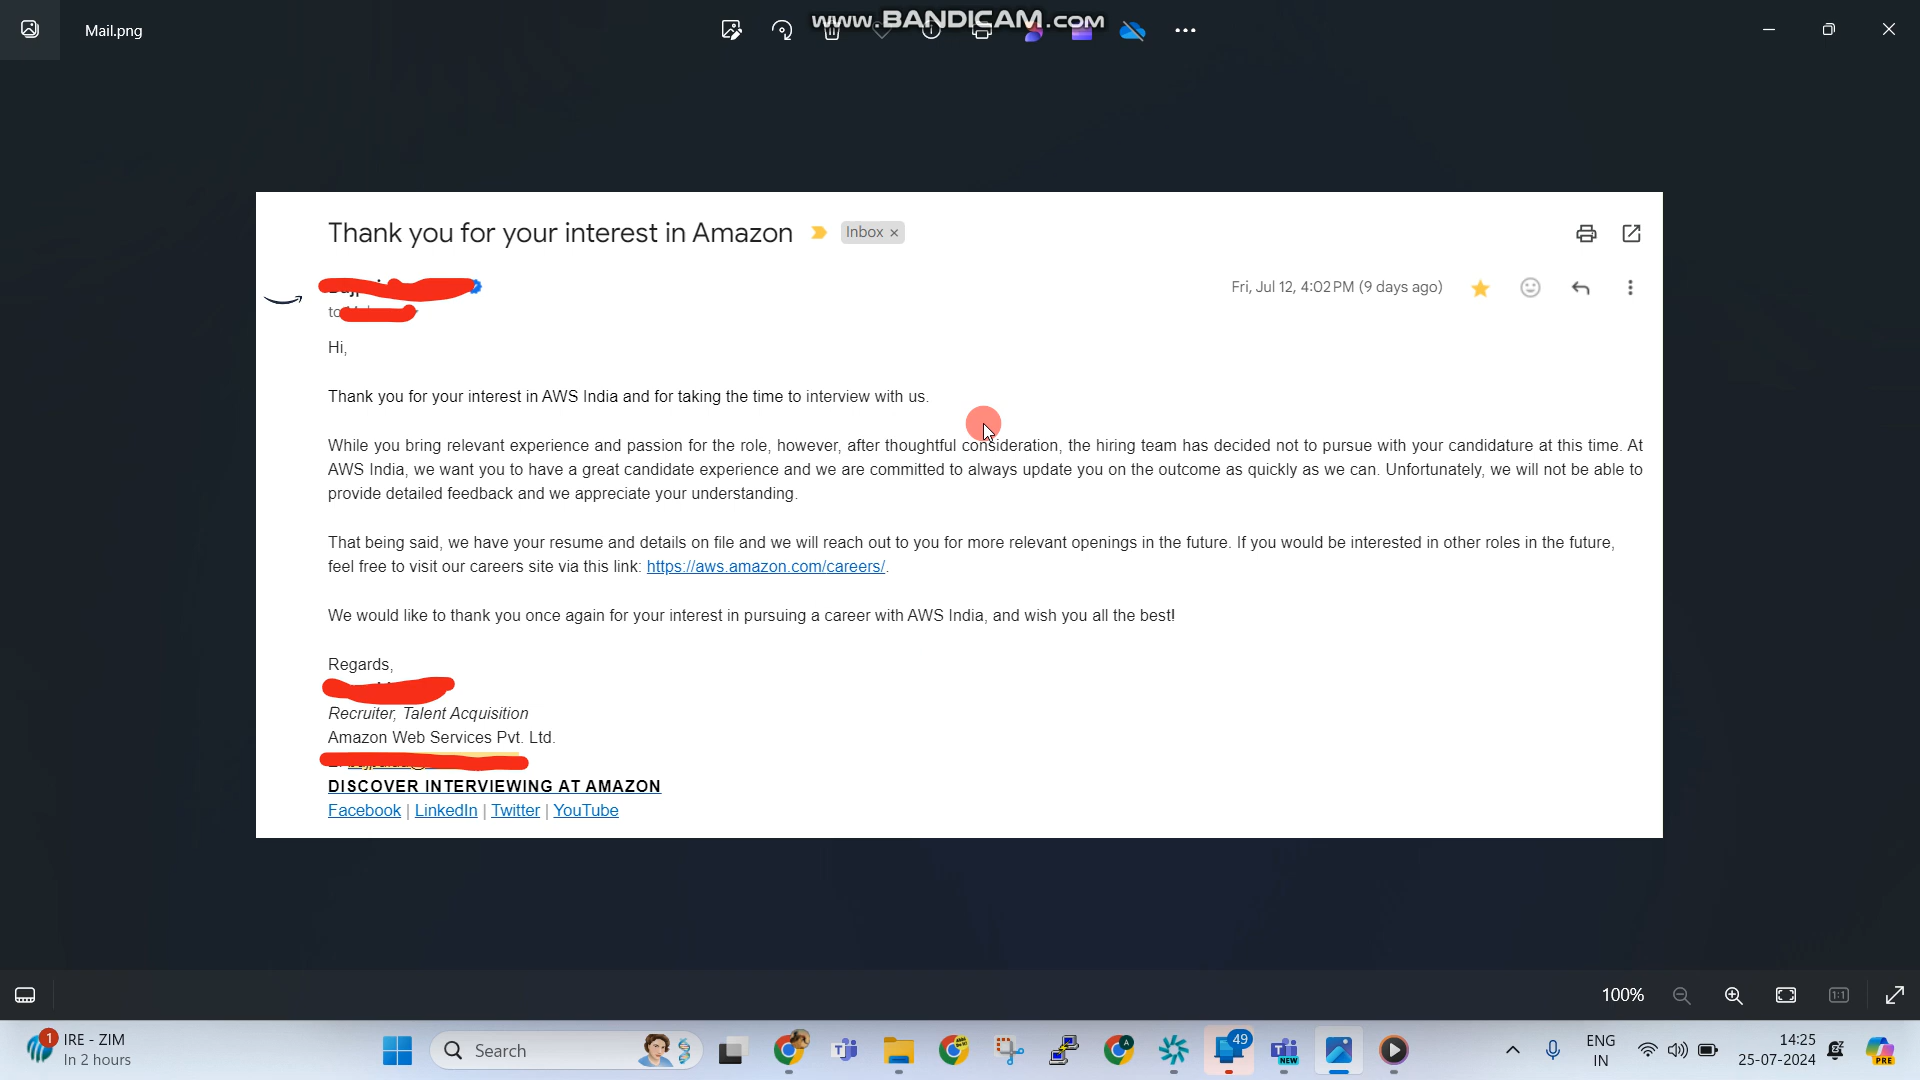 Mail.png
www.BANDICAM.com
Thank you for your interest in Amazon
Inbox ×
Fri, Jul 12, 4:02 PM (9 days ago)
to
Hi,
Thank you for your interest in AWS India and for taking the time to interview with us.
While you bring relevant experience and passion for the role, however, after thoughtful consideration, the hiring team has decided not to pursue with your candidature at this time. At
AWS India, we want you to have a great candidate experience and we are committed to always update you on the outcome as quickly as we can. Unfortunately, we will not be able to
provide detailed feedback and we appreciate your understanding.
That being said, we have your resume and details on file and we will reach out to you for more relevant openings in the future. If you would be interested in other roles in the future,
feel free to visit our careers site via this link: https://aws.amazon.com/careers/.
We would like to thank you once again for your interest in pursuing a career with AWS India, and wish you all the best!
Regards,
Recruiter, Talent Acquisition
Amazon Web Services Pvt. Ltd.
DISCOVER INTERVIEWING AT AMAZON
Facebook | LinkedIn | Twitter | YouTube
100%
1:1
1
IRE - ZIM
In 2 hours
Search
A
49
NEW
ENG
IN
14:25
25-07-2024
PRE